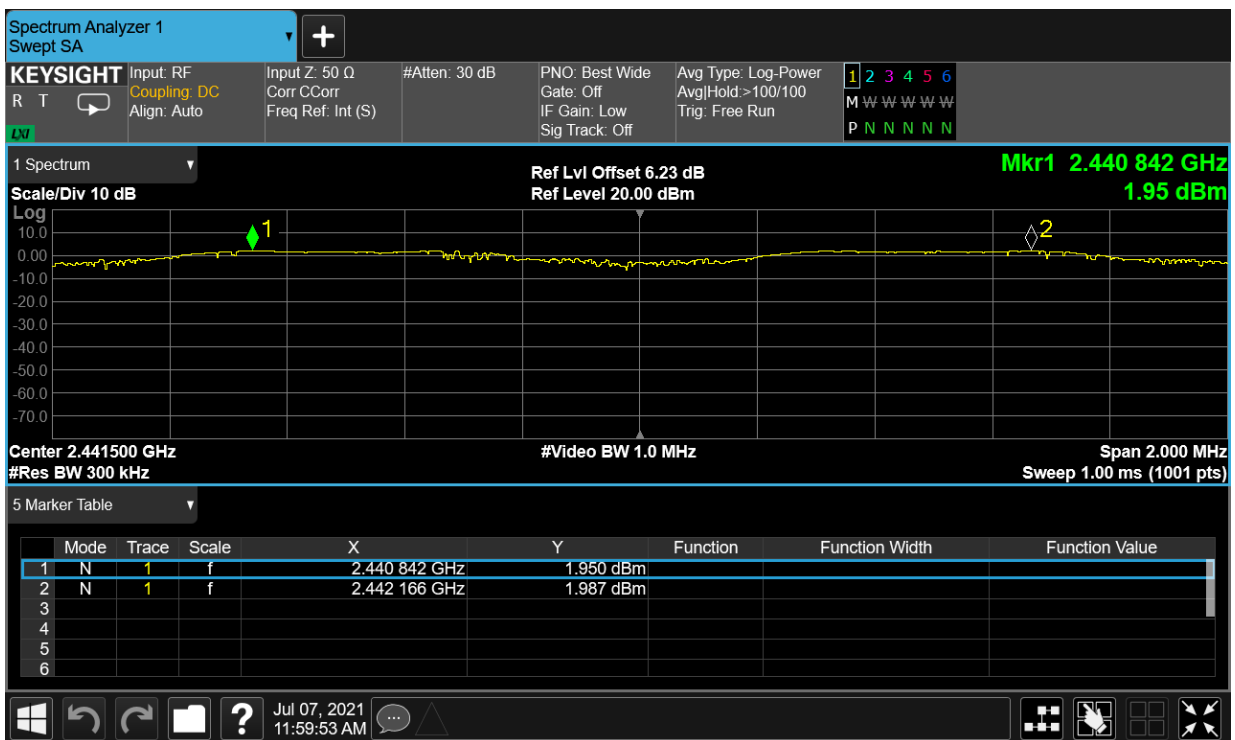 Spectrum Analyzer 1
Swept SA
+
KEYSIGHT Input: RF Input Z: 50 Ω #Atten: 30 dB PNO: Best Wide Avg Type: Log-Power 1 2 3 4 5 6
R T Coupling: DC Corr CCorr Gate: Off Avg|Hold:>100/100 M W W W W W
Align: Auto Freq Ref: Int (S) IF Gain: Low Trig: Free Run P N N N N N
LXI Sig Track: Off
1 Spectrum Ref Lvl Offset 6.23 dB Mkr1 2.440 842 GHz
Scale/Div 10 dB Ref Level 20.00 dBm 1.95 dBm
Log
1 2
10.0
0.00
-10.0
-20.0
-30.0
-40.0
-50.0
-60.0
-70.0
Center 2.441500 GHz #Video BW 1.0 MHz Span 2.000 MHz
#Res BW 300 kHz Sweep 1.00 ms (1001 pts)
5 Marker Table
Mode Trace Scale X Y Function Function Width Function Value
1 N 1 f 2.440 842 GHz 1.950 dBm
2 N 1 f 2.442 166 GHz 1.987 dBm
3
4
5
6
? Jul 07, 2021
11:59:53 AM